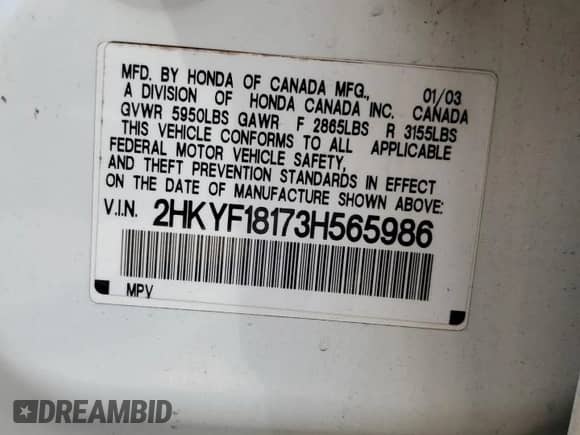 MFD. BY HONDA OF CANADA MFG., 01/03
A DIVISION OF HONDA CANADA INC. CANADA
GVWR 5950LBS GAWR F 2865LBS R 3155LBS
THIS VEHICLE CONFORMS TO ALL APPLICABLE
FEDERAL MOTOR VEHICLE SAFETY,
AND THEFT PREVENTION STANDARDS IN EFFECT
ON THE DATE OF MANUFACTURE SHOWN ABOVE:
V.I.N. 2HKYF18173H565986
MPV
DREAMBID